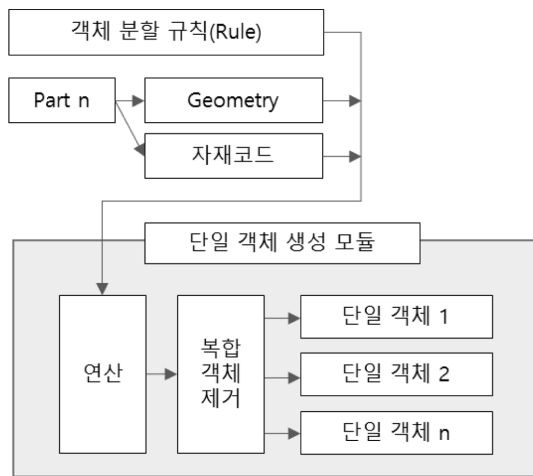 객체 분할 규칙(Rule)
Part n
Geometry
자재코드
단일 객체 생성 모듈
연산
복합
객체
제거
단일 객체 1
단일 객체 2
단일 객체 n